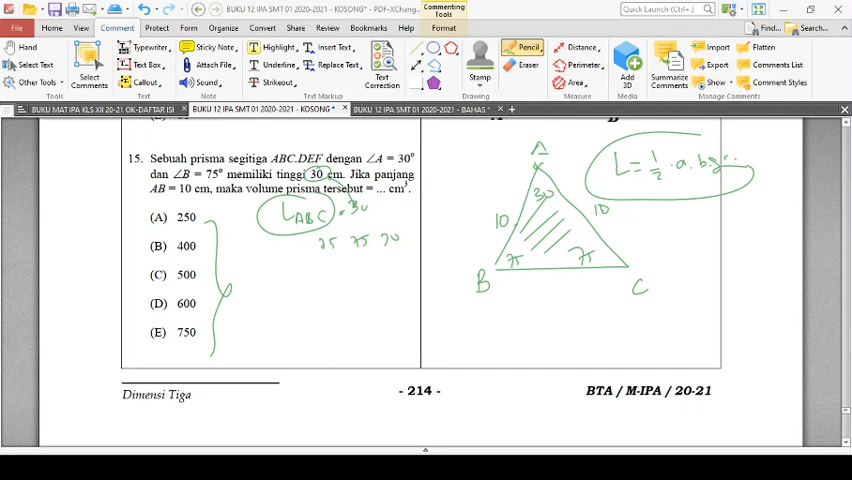 BUKU 12 IPA SMT 01 2020-2021 - KOSONG* - PDF-XChange
Commenting Tools
Quick Launch (Ctrl+.)
File
Home
View
Comment
Protect
Form
Organize
Convert
Share
Review
Bookmarks
Help
Format
Find...
Search...
Hand
Select Text
Other Tools
Select Comments
Typewriter
Text Box
Callout
Sticky Note
Attach File
Sound
Highlight
Underline
Strikeout
Insert Text
Replace Text
Text Correction
Pencil
Eraser
Stamp
Distance
Perimeter
Area
Add 3D
Summarize Comments
Import
Export
Show
Flatten
Comments List
Comment Styles
Tools
Text Markup
Drawing
Measure
Manage Comments
BUKU MAT IPA KLS XII 20-21 OK-DAFTAR ISI
BUKU 12 IPA SMT 01 2020-2021 - KOSONG *
BUKU 12 IPA SMT 01 2020-2021 - BAHAS *
15. Sebuah prisma segitiga ABC.DEF dengan ∠A = 30°
dan ∠B = 75° memiliki tinggi 30 cm. Jika panjang
AB = 10 cm, maka volume prisma tersebut = ... cm³.
L ABC . 30
75 75 30
(A) 250
(B) 400
(C) 500
(D) 600
(E) 750
A
30
10
10
75
75
B
C
L = 1/2 . a . b
Dimensi Tiga
- 214 -
BTA / M-IPA / 20-21